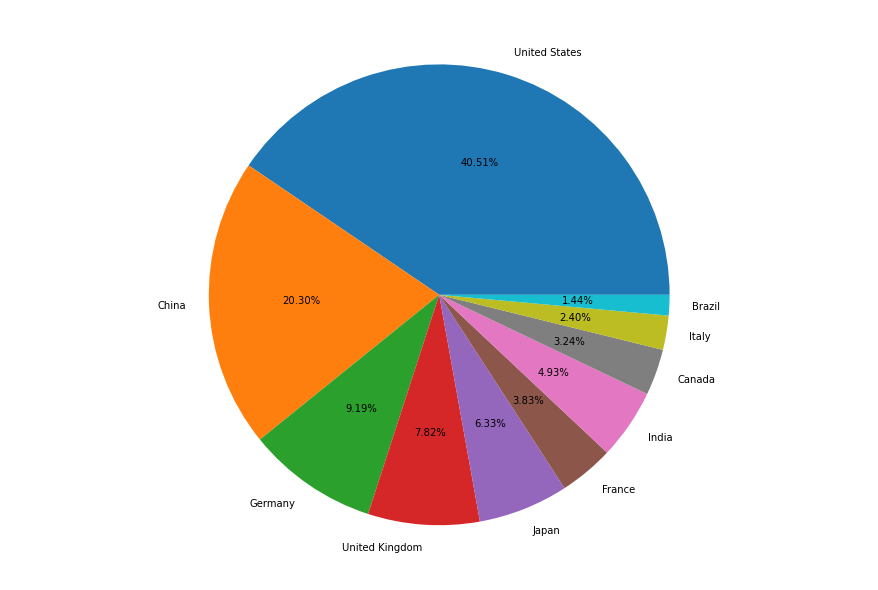 United States
40.51%
China
20.30%
Germany
9.19%
United Kingdom
7.82%
Japan
6.33%
France
3.83%
India
4.93%
Canada
3.24%
Italy
2.40%
Brazil
1.44%